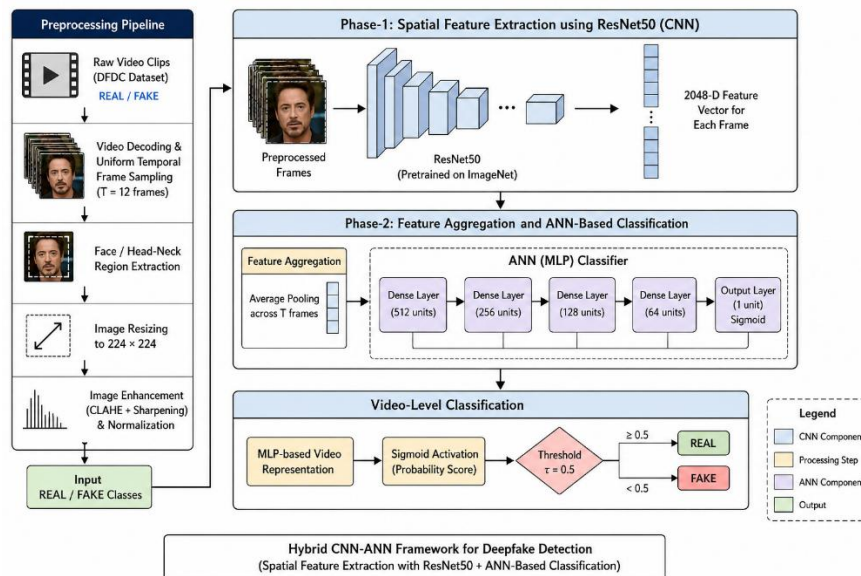 Preprocessing Pipeline
Raw Video Clips
(DFDC Dataset)
REAL / FAKE
Video Decoding &
Uniform Temporal
Frame Sampling
(T = 12 frames)
Face / Head-Neck
Region Extraction
Image Resizing
to 224 × 224
Image Enhancement
(CLAHE + Sharpening)
& Normalization
Input
REAL / FAKE Classes
Phase-1: Spatial Feature Extraction using ResNet50 (CNN)
Preprocessed
Frames
ResNet50
(Pretrained on ImageNet)
2048-D Feature
Vector for
Each Frame
Phase-2: Feature Aggregation and ANN-Based Classification
Feature Aggregation
Average Pooling
across T frames
ANN (MLP) Classifier
Dense Layer
(512 units)
Dense Layer
(256 units)
Dense Layer
(128 units)
Dense Layer
(64 units)
Output Layer
(1 unit)
Sigmoid
Video-Level Classification
MLP-based Video
Representation
Sigmoid Activation
(Probability Score)
Threshold
τ = 0.5
≥ 0.5
REAL
< 0.5
FAKE
Legend
CNN Component
Processing Step
ANN Component
Output
Hybrid CNN-ANN Framework for Deepfake Detection
(Spatial Feature Extraction with ResNet50 + ANN-Based Classification)